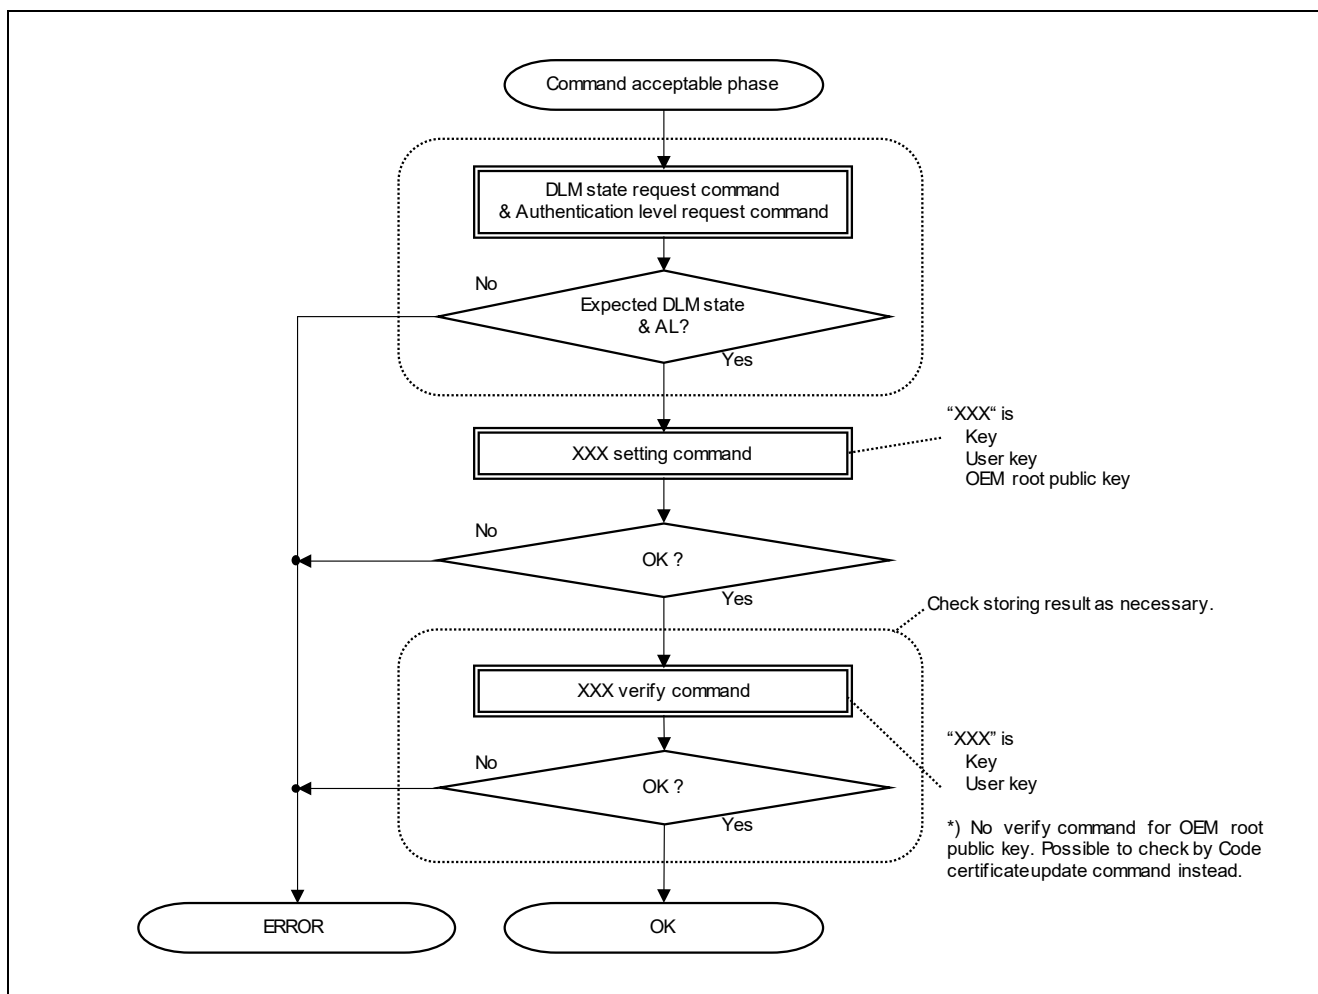 Command acceptable phase
DLM state request command
& Authentication level request command
No
Expected DLM state
& AL?
Yes
"XXX" is
Key
User key
OEM root public key
XXX setting command
No
OK ?
Yes
Check storing result as necessary.
XXX verify command
"XXX" is
Key
User key
No
OK ?
Yes
*) No verify command for OEM root
public key. Possible to check by Code
certificate update command instead.
ERROR
OK